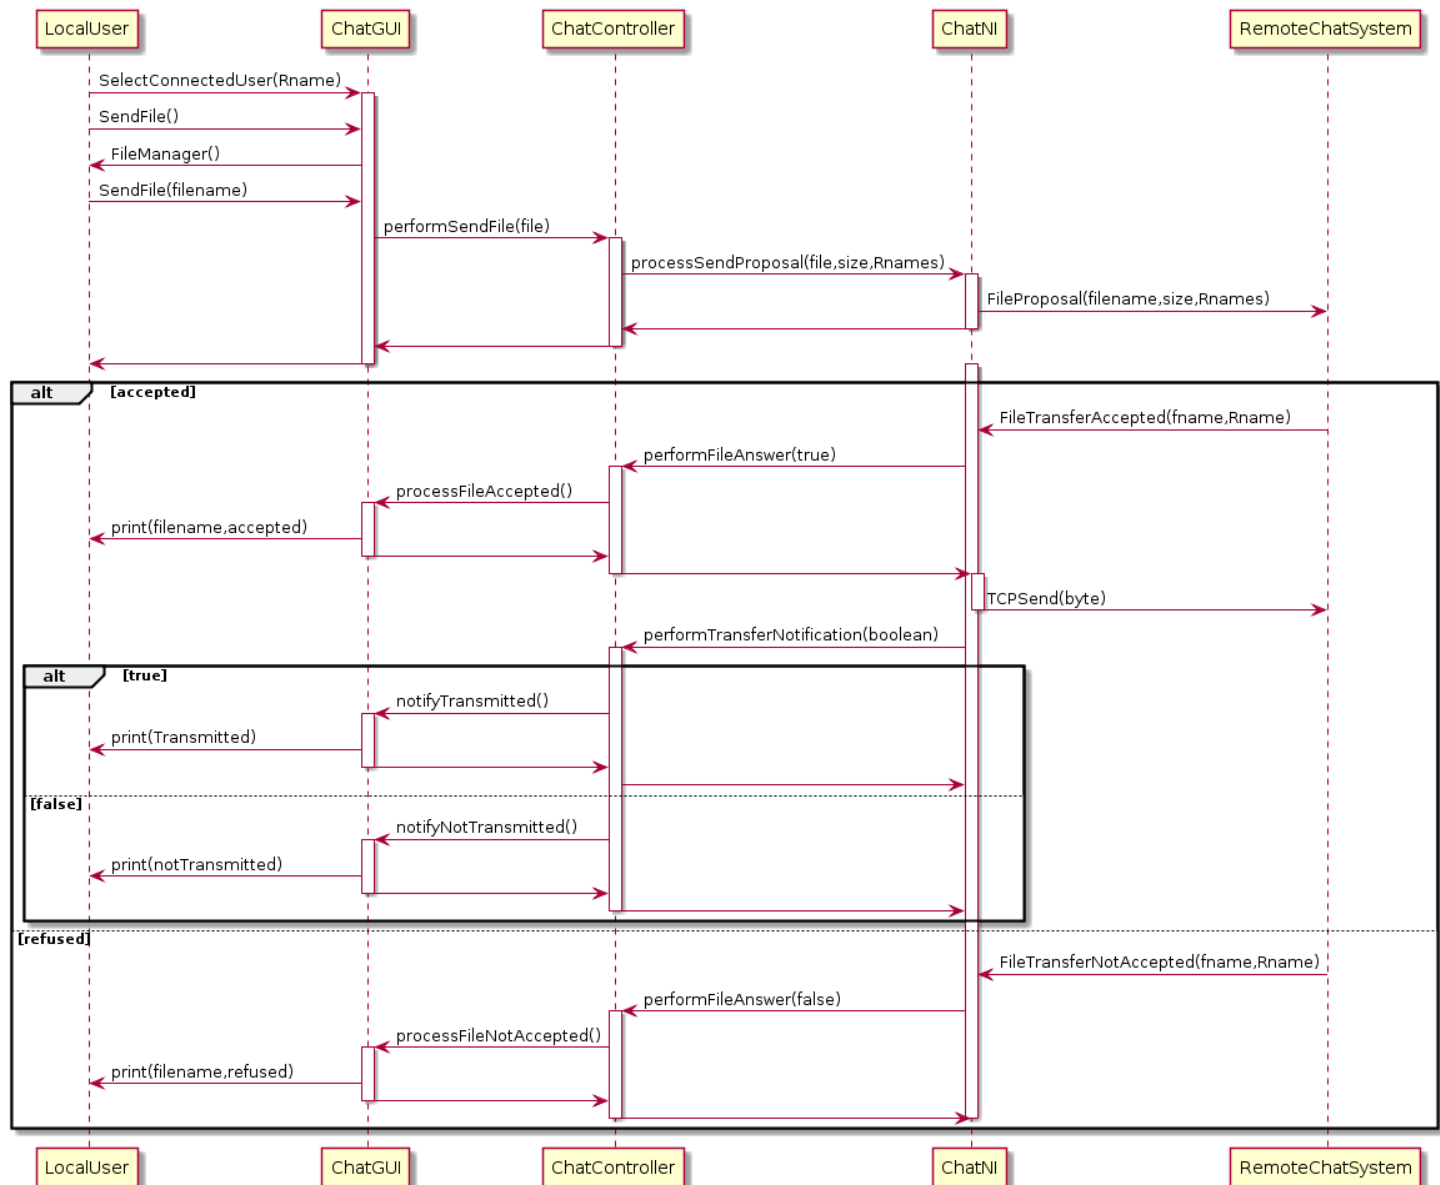 LocalUser
ChatGUI
ChatController
ChatNI
RemoteChatSystem
SelectConnectedUser(Rname)
SendFile()
FileManager()
SendFile(filename)
performSendFile(file)
processSendProposal(file,size,Rnames)
FileProposal(filename,size,Rnames)
alt
[accepted]
FileTransferAccepted(fname,Rname)
performFileAnswer(true)
processFileAccepted()
print(filename,accepted)
TCPSend(byte)
performTransferNotification(boolean)
alt
[true]
notifyTransmitted()
print(Transmitted)
[false]
notifyNotTransmitted()
print(notTransmitted)
[refused]
FileTransferNotAccepted(fname,Rname)
performFileAnswer(false)
processFileNotAccepted()
print(filename,refused)
LocalUser
ChatGUI
ChatController
ChatNI
RemoteChatSystem